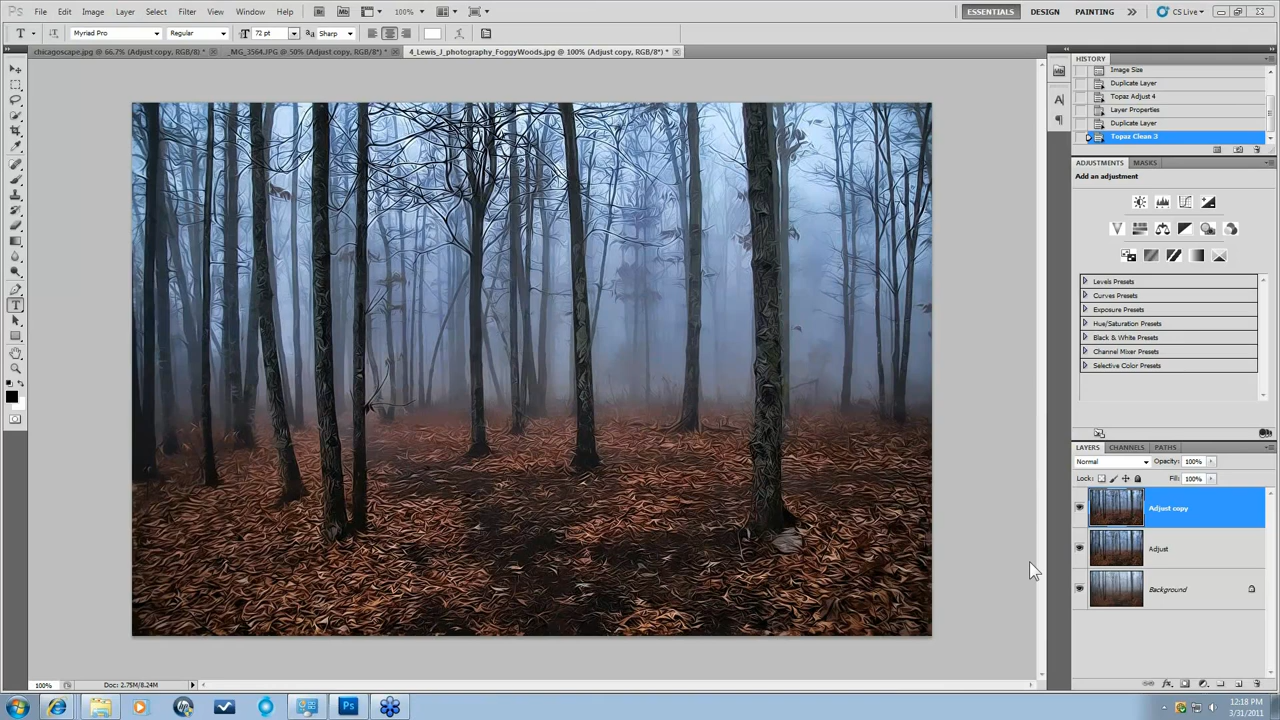 Ps File Edit Image Layer Select Filter View Window Help Mb 100% ESSENTIALS DESIGN PAINTING CS Live
T Myriad Pro Regular T 72 pt aa Sharp
chicagoscape.jpg @ 66.7% (Adjust copy, RGB/8) * _MG_3564.JPG @ 50% (Adjust copy, RGB/8*) * 4_Lewis_J_photography_FoggyWoods.jpg @ 100% (Adjust copy, RGB/8*) *
HISTORY
Image Size
Duplicate Layer
Topaz Adjust 4
Layer Properties
Duplicate Layer
Topaz Clean 3
ADJUSTMENTS MASKS
Add an adjustment
Levels Presets
Curves Presets
Exposure Presets
Hue/Saturation Presets
Black & White Presets
Channel Mixer Presets
Selective Color Presets
LAYERS CHANNELS PATHS
Normal Opacity: 100%
Lock: Fill: 100%
Adjust copy
Adjust
Background
100% Doc: 2.75M/8.24M
12:18 PM
3/31/2011